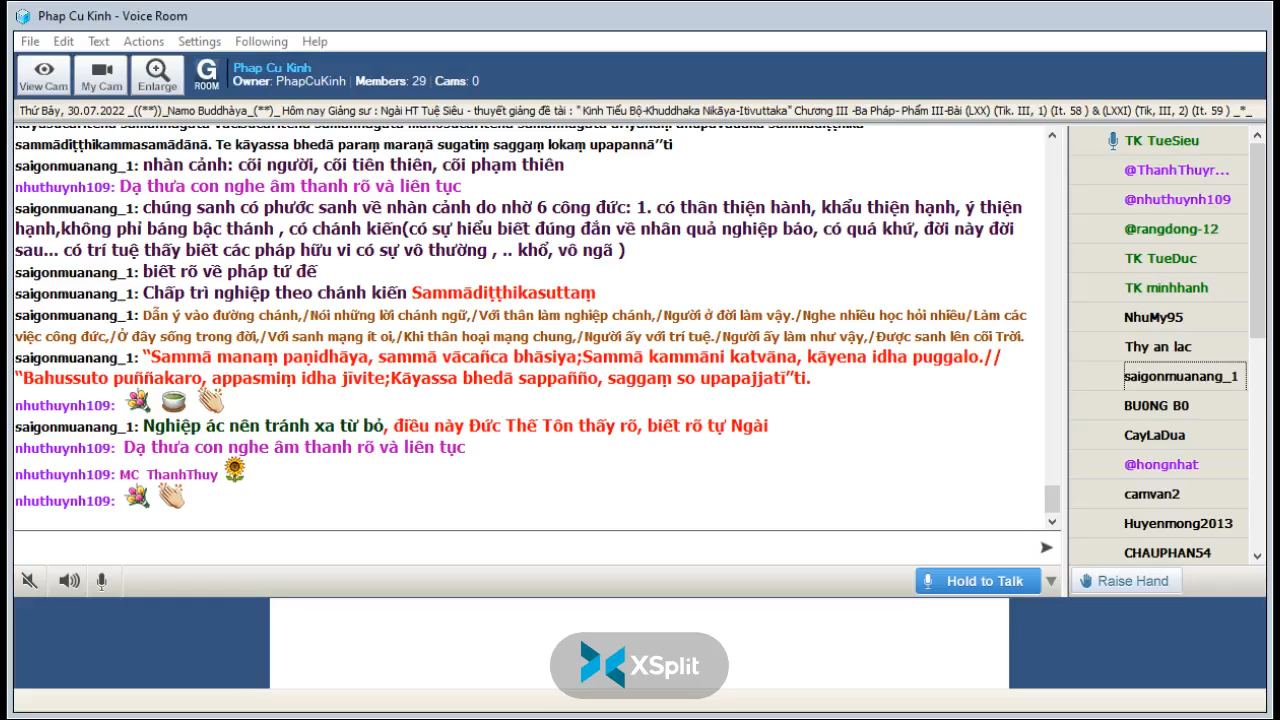 Phap Cu Kinh - Voice Room
File Edit Text Actions Settings Following Help
View Cam My Cam Enlarge G ROOM Phap Cu Kinh
Owner: PhapCuKinh Members: 29 Cams: 0
Thứ Bảy, 30.07.2022 _((**))_Namo Buddhàya_(**)_ Hôm nay Giảng sư : Ngài HT Tuệ Siêu - thuyết giảng đề tài : " Kinh Tiểu Bộ-Khuddhaka Nikāya-Itivuttaka" Chương III -Ba Pháp- Phẩm III-Bài (LXX) (Tik. III, 1) (It. 58 ) & (LXXI) (Tik, III, 2) (It. 59 ) _*_
sammādiṭṭhikammasamādānā. Te kāyassa bhedā paraṃ maraṇā sugatiṃ saggaṃ lokaṃ upapannā’’ti
saigonmuanang_1: nhàn cảnh: cõi người, cõi tiên thiên, cõi phạm thiên
nhuthuynh109: Dạ thưa con nghe âm thanh rõ và liên tục
saigonmuanang_1: chúng sanh có phước sanh về nhàn cảnh do nhờ 6 công đức: 1. có thân thiện hành, khẩu thiện hạnh, ý thiện
hạnh,không phỉ báng bậc thánh , có chánh kiến(có sự hiểu biết đúng đắn về nhân quả nghiệp báo, có quá khứ, đời này đời
sau... có trí tuệ thấy biết các pháp hữu vi có sự vô thường , .. khổ, vô ngã )
saigonmuanang_1: biết rõ về pháp tứ đế
saigonmuanang_1: Chấp trì nghiệp theo chánh kiến Sammādiṭṭhikasuttaṃ
saigonmuanang_1: Dẫn ý vào đường chánh,/Nói những lời chánh ngữ,/Với thân làm nghiệp chánh,/Người ở đời làm vậy./Nghe nhiều học hỏi nhiều/Làm các
việc công đức,/Ở đây sống trong đời,/Với sanh mạng ít oi,/Khi thân hoại mạng chung,/Người ấy với trí tuệ./Người ấy làm như vậy,/Được sanh lên cõi Trời.
saigonmuanang_1: “Sammā manaṃ paṇidhāya, sammā vācañca bhāsiya;Sammā kammāni katvāna, kāyena idha puggalo.//
“Bahussuto puññakaro, appasmiṃ idha jīvite;Kāyassa bhedā sappañño, saggaṃ so upapajjatī”ti.
nhuthuynh109:
saigonmuanang_1: Nghiệp ác nên tránh xa từ bỏ, điều này Đức Thế Tôn thấy rõ, biết rõ tự Ngài
nhuthuynh109: Dạ thưa con nghe âm thanh rõ và liên tục
nhuthuynh109: MC ThanhThuy
nhuthuynh109:
TK TueSieu
@ThanhThuyr...
@nhuthuynh109
@rangdong-12
TK TueDuc
TK minhhanh
NhuMy95
Thy an lac
saigonmuanang_1
BU0NG B0
CayLaDua
@hongnhat
camvan2
Huyenmong2013
CHAUPHAN54
Hold to Talk Raise Hand
XSplit